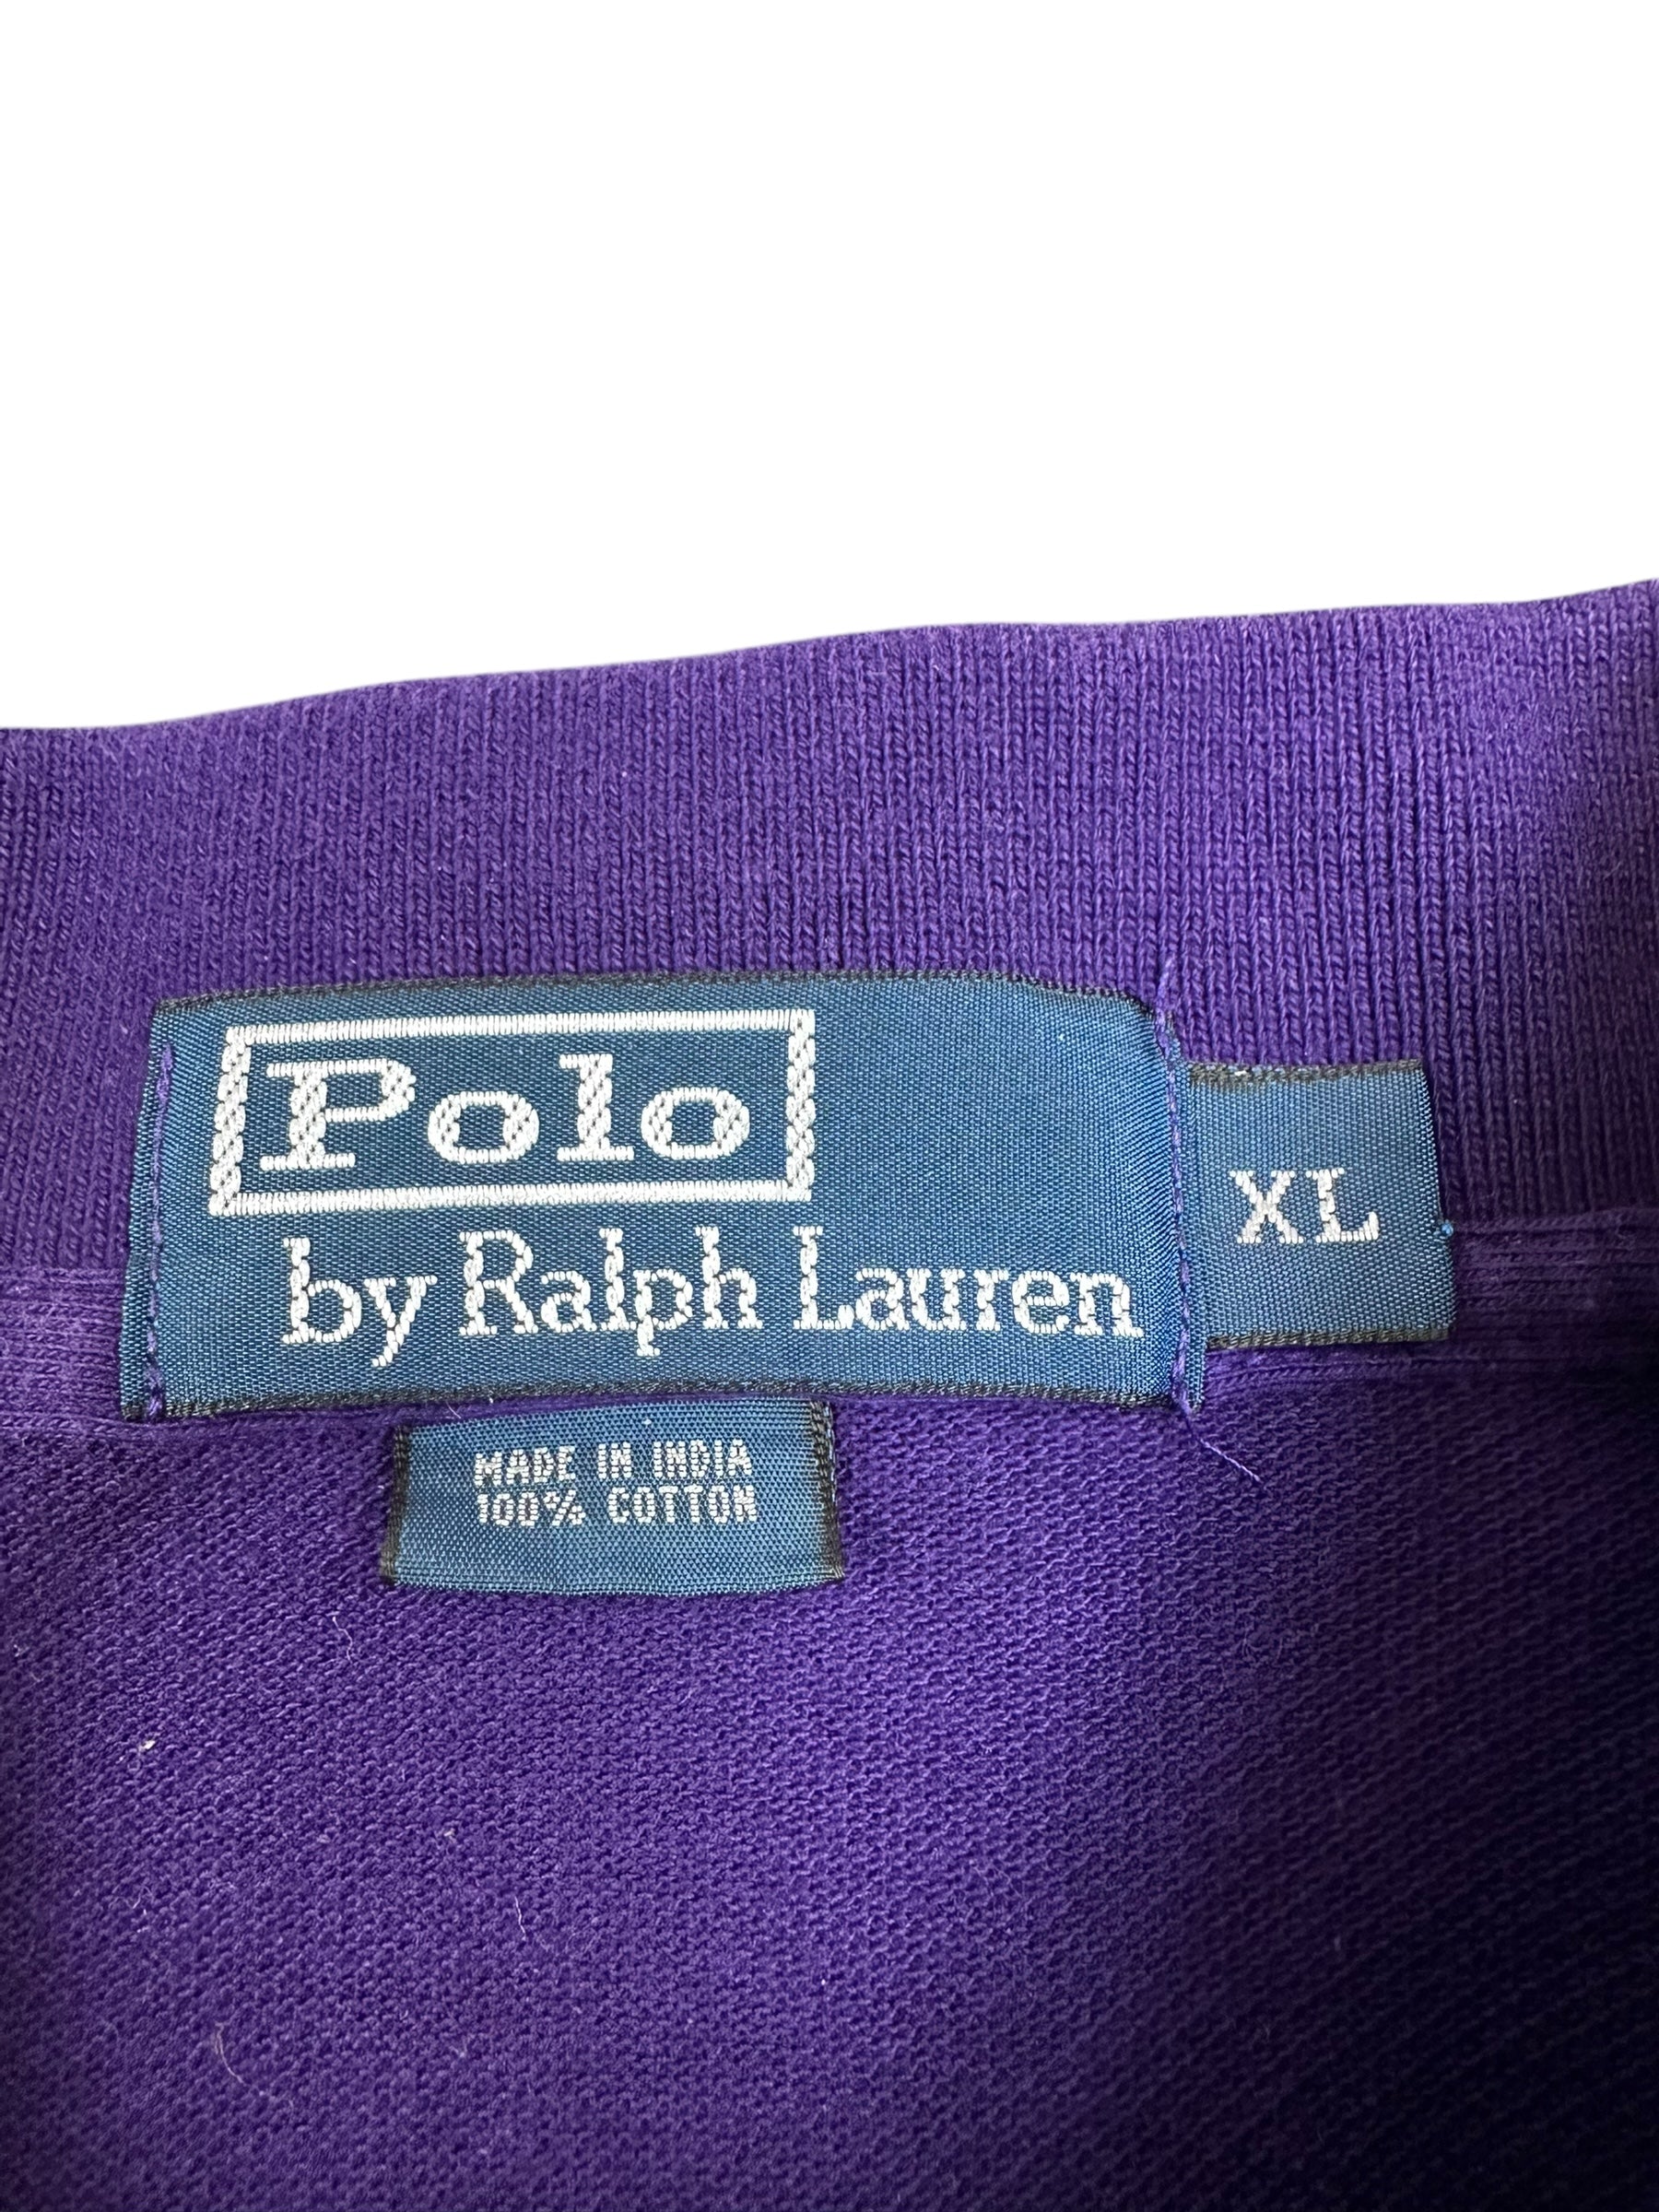 Polo
by Ralph Lauren
XL
MADE IN INDIA
100% COTTON